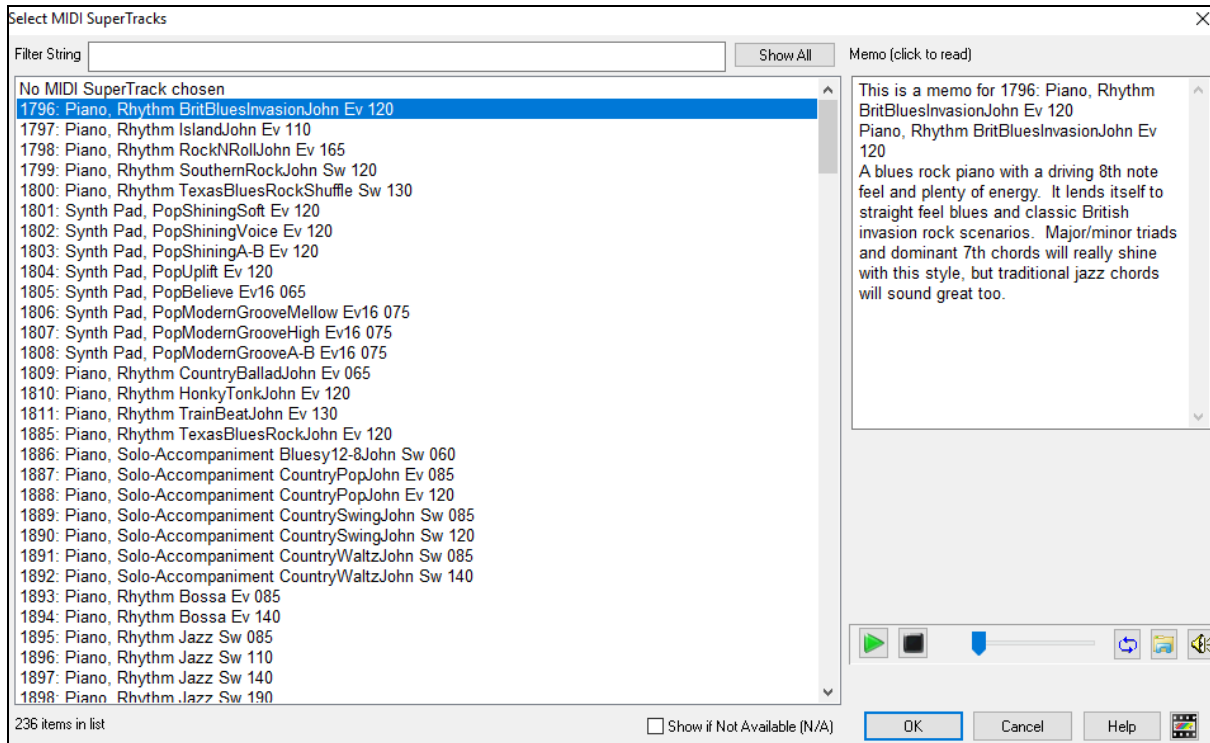 Select MIDI SuperTracks
Filter String
Show All
Memo (click to read)
No MIDI SuperTrack chosen
1796: Piano, Rhythm BritBluesInvasionJohn Ev 120
1797: Piano, Rhythm IslandJohn Ev 110
1798: Piano, Rhythm RockNRollJohn Ev 165
1799: Piano, Rhythm SouthernRockJohn Sw 120
1800: Piano, Rhythm TexasBluesRockShuffle Sw 130
1801: Synth Pad, PopShiningSoft Ev 120
1802: Synth Pad, PopShiningVoice Ev 120
1803: Synth Pad, PopShiningA-B Ev 120
1804: Synth Pad, PopUplift Ev 120
1805: Synth Pad, PopBelieve Ev16 065
1806: Synth Pad, PopModernGrooveMellow Ev16 075
1807: Synth Pad, PopModernGrooveHigh Ev16 075
1808: Synth Pad, PopModernGrooveA-B Ev16 075
1809: Piano, Rhythm CountryBalladJohn Ev 065
1810: Piano, Rhythm HonkyTonkJohn Ev 120
1811: Piano, Rhythm TrainBeatJohn Ev 130
1885: Piano, Rhythm TexasBluesRockJohn Ev 120
1886: Piano, Solo-Accompaniment Bluesy12-8John Sw 060
1887: Piano, Solo-Accompaniment CountryPopJohn Ev 085
1888: Piano, Solo-Accompaniment CountryPopJohn Ev 120
1889: Piano, Solo-Accompaniment CountrySwingJohn Sw 085
1890: Piano, Solo-Accompaniment CountrySwingJohn Sw 120
1891: Piano, Solo-Accompaniment CountryWaltzJohn Sw 085
1892: Piano, Solo-Accompaniment CountryWaltzJohn Sw 140
1893: Piano, Rhythm Bossa Ev 085
1894: Piano, Rhythm Bossa Ev 140
1895: Piano, Rhythm Jazz Sw 085
1896: Piano, Rhythm Jazz Sw 110
1897: Piano, Rhythm Jazz Sw 140
1898: Piano, Rhythm Jazz Sw 190
This is a memo for 1796: Piano, Rhythm
BritBluesInvasionJohn Ev 120
Piano, Rhythm BritBluesInvasionJohn Ev
120
A blues rock piano with a driving 8th note
feel and plenty of energy.  It lends itself to
straight feel blues and classic British
invasion rock scenarios.  Major/minor triads
and dominant 7th chords will really shine
with this style, but traditional jazz chords
will sound great too.
236 items in list
Show if Not Available (N/A)
OK
Cancel
Help